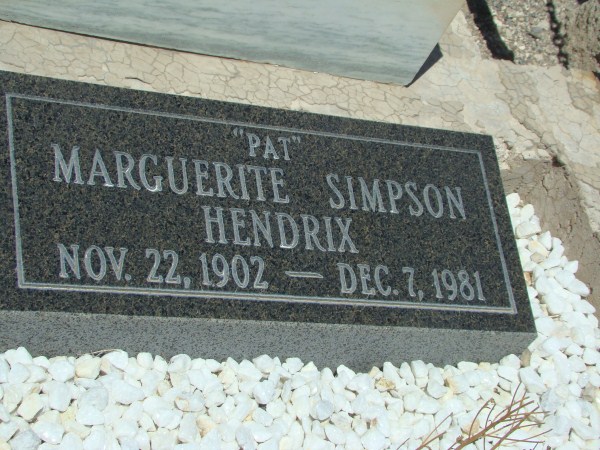 "PAT"
MARGUERITE SIMPSON
HENDRIX
NOV. 22, 1902 — DEC. 7, 1981